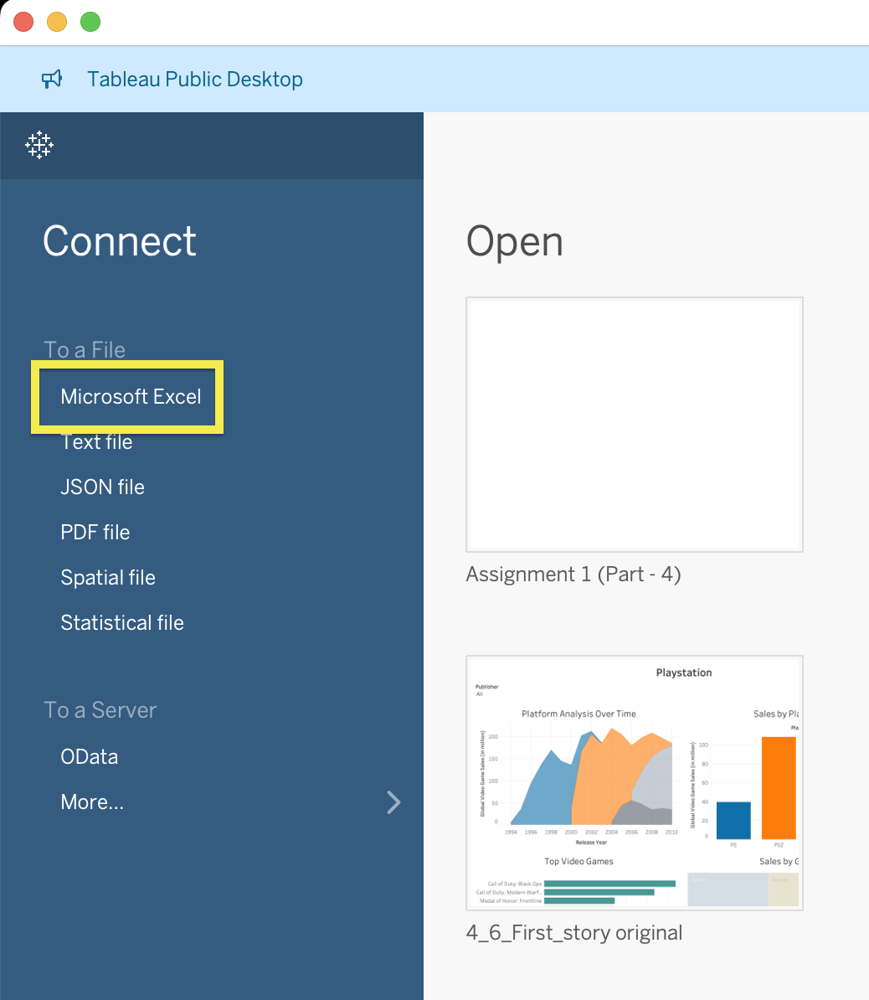 Tableau Public Desktop
Connect
To a File
Microsoft Excel
Text file
JSON file
PDF file
Spatial file
Statistical file
To a Server
OData
More...
Open
Assignment 1 (Part - 4)
Playstation
Publisher
All
Platform Analysis Over Time
Global Video Game Sales (in million)
200
150
100
50
0
1994 1996 1998 2000 2002 2004 2006 2008 2010
Release Year
Sales by Pla
Pla
Global Video Game Sales (in million)
100
80
60
40
20
0
PS PS2
Top Video Games
Call of Duty: Black Ops
Call of Duty: Modern Warf..
Medal of Honor: Frontline
Sales by G
4_6_First_story original